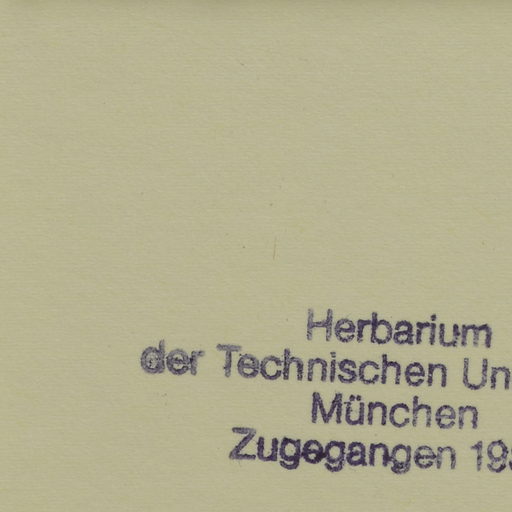 Herbarium
der Technischen Un
München
Zugegangen 19